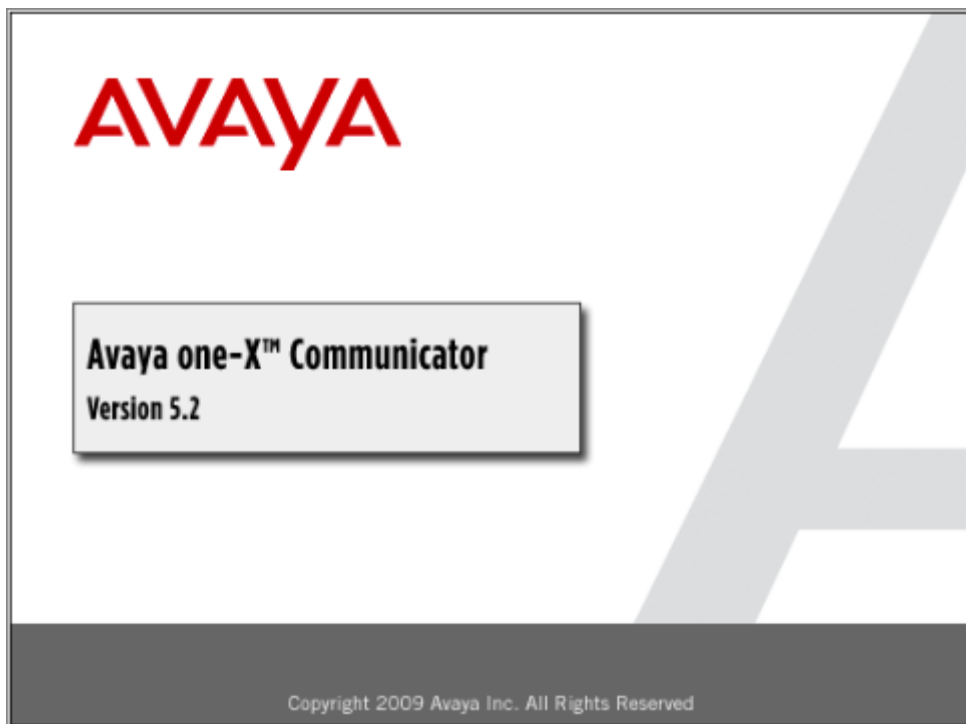 AVAYA
Avaya one-X™ Communicator
Version 5.2
Copyright 2009 Avaya Inc. All Rights Reserved